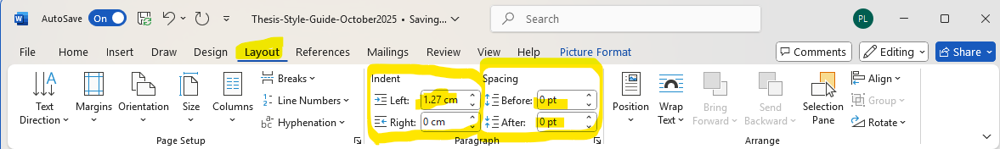 W AutoSave On Thesis-Style-Guide-October2025 • Saving... Search PL
File Home Insert Draw Design Layout References Mailings Review View Help Picture Format Comments Editing Share
Text Direction
Margins
Orientation
Size
Columns
Breaks
Line Numbers
Hyphenation
Page Setup
Indent
Left: 1.27 cm
Right: 0 cm
Spacing
Before: 0 pt
After: 0 pt
Paragraph
Position
Wrap Text
Bring Forward
Send Backward
Selection Pane
Align
Group
Rotate
Arrange